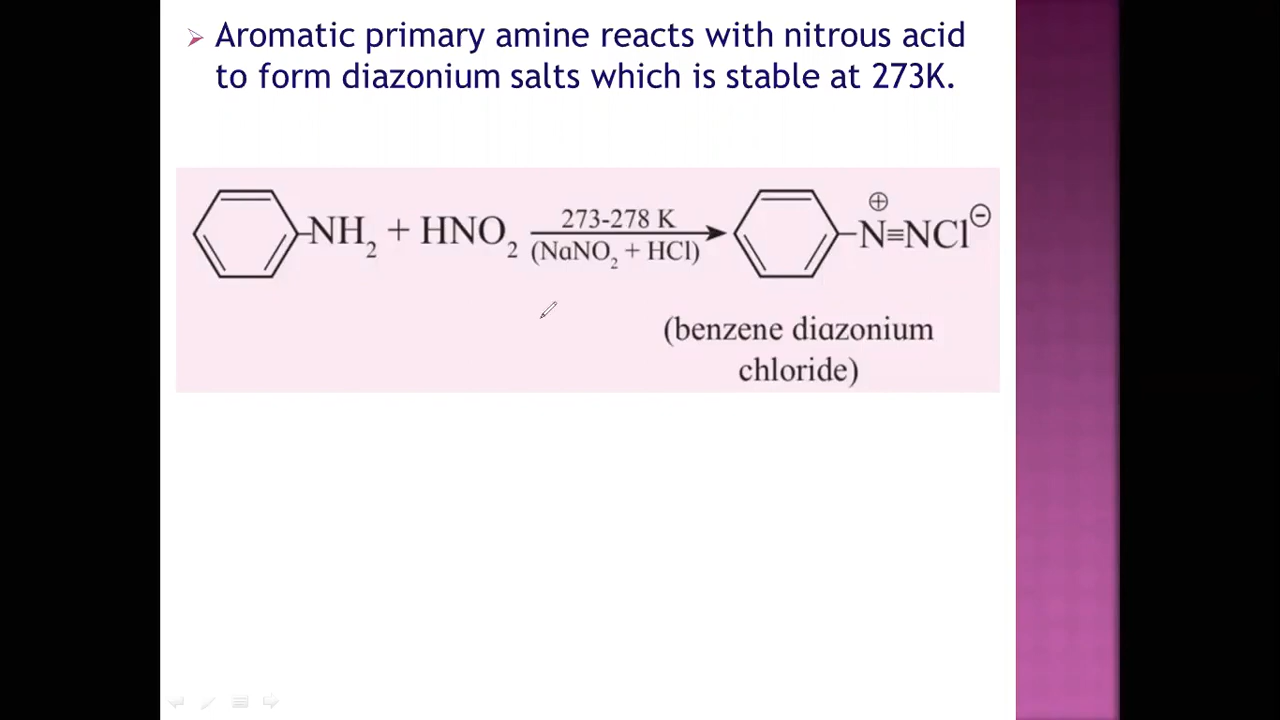 Aromatic primary amine reacts with nitrous acid
to form diazonium salts which is stable at 273K.
NH₂ + HNO₂ 273-278 K (NaNO₂ + HCl) N≡NCl
⊕ ⊖
(benzene diazonium
chloride)